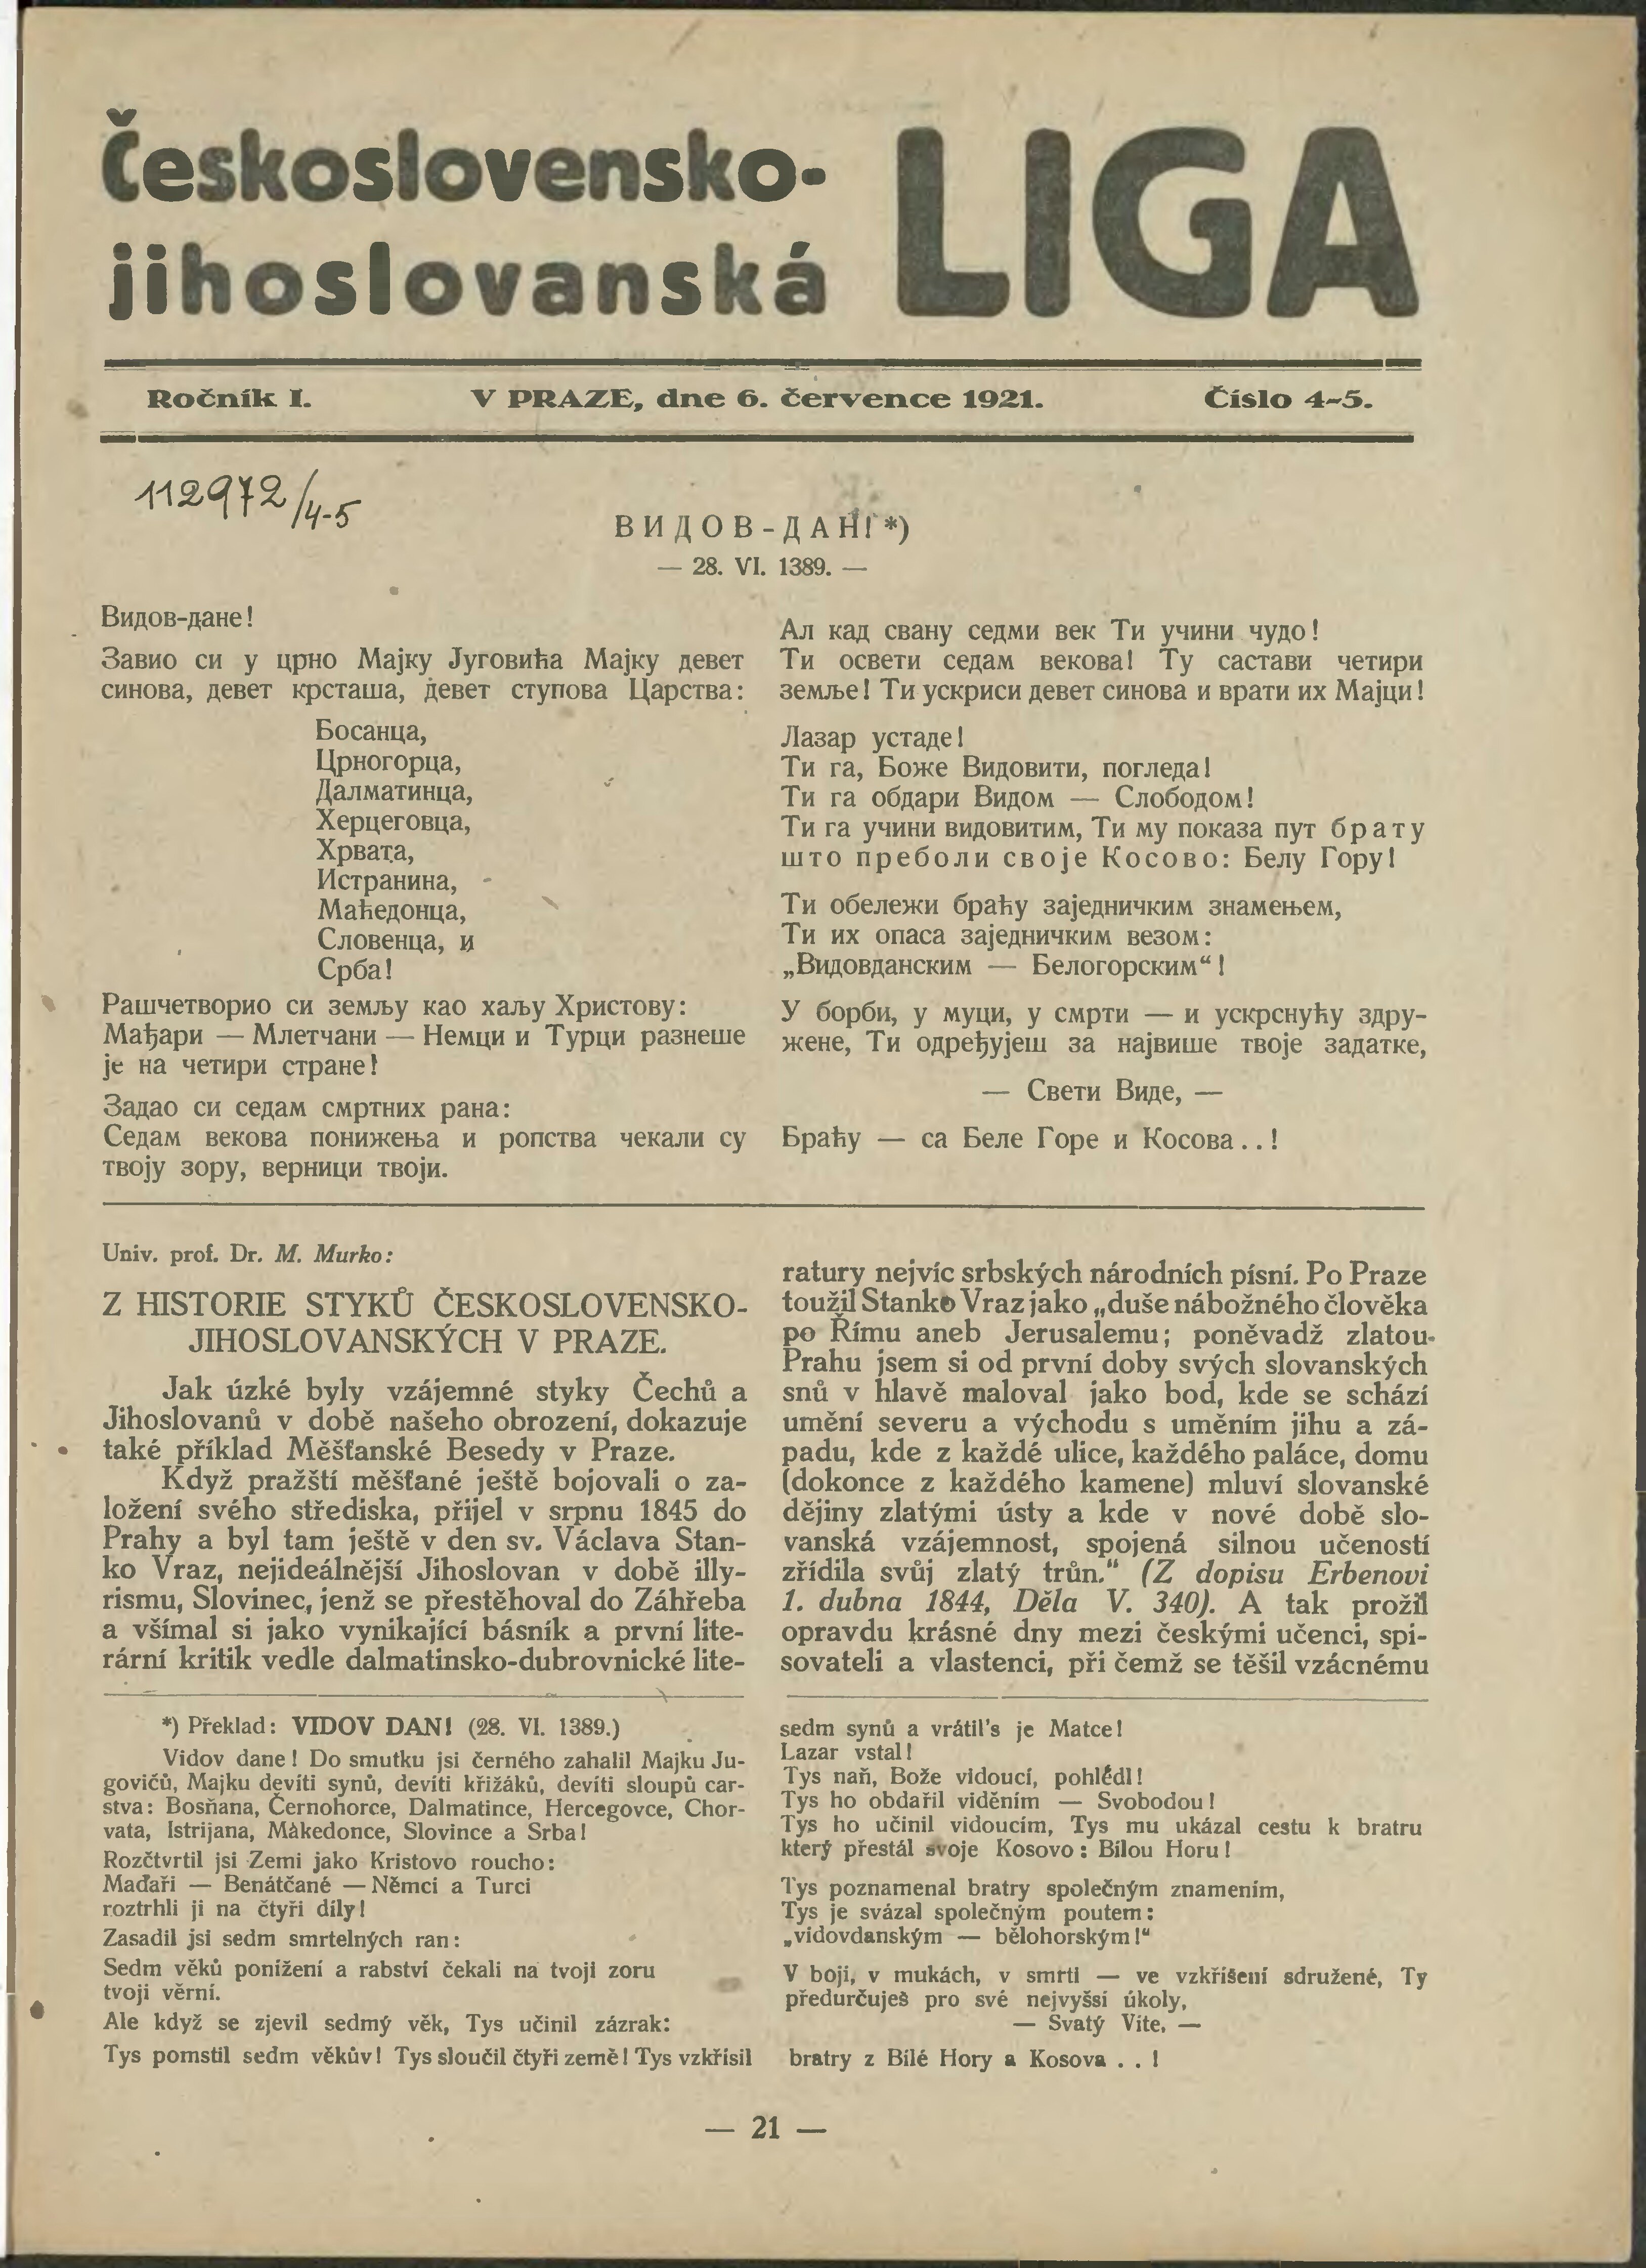 Československo-
jihoslovanská LIGA
Ročník I. V PRAZE, dne 6. července 1921. Číslo 4-5.
112972/4-5
ВИДОВ-ДАН! *)
— 28. VI. 1389. —
Видов-дане!
Завио си у црно Мајку Југовића Мајку девет
синова, девет крсташа, девет ступова Царства:
Босанца,
Црногорца,
Далматинца,
Херцеговца,
Хрвата,
Истранина,
Маћедонца,
Словенца, и
Срба!
Рашчетворио си земљу као хаљу Христову:
Мађари — Млетчани — Немци и Турци разнеше
је на четири стране!
Задао си седам смртних рана:
Седам векова понижења и ропства чекали су
твоју зору, верници твоји.
Ал кад свану седми век Ти учини чудо!
Ти освети седам векова! Ту састави четири
земље! Ти ускриси девет синова и врати их Мајци!
Лазар устаде!
Ти га, Боже Видовити, погледа!
Ти га обдари Видом — Слободом!
Ти га учини видовитим, Ти му показа пут брату
што преболи своје Косово: Белу Гору!
Ти обележи браћу заједничким знамењем,
Ти их опаса заједничким везом:
„Видовданским — Белогорским“!
У борби, у муци, у смрти — и ускрснућу здру-
жене, Ти одређујеш за највише твоје задатке,
— Свети Виде, —
Браћу — са Беле Горе и Косова..!
Univ. prof. Dr. M. Murko:
Z HISTORIE STYKŮ ČESKOSLOVENSKO-
JIHOSLOVANSKÝCH V PRAZE.
Jak úzké byly vzájemné styky Čechů a
Jihoslovanů v době našeho obrození, dokazuje
také příklad Měšťanské Besedy v Praze.
Když pražští měšťané ještě bojovali o za-
ložení svého střediska, přijel v srpnu 1845 do
Prahy a byl tam ještě v den sv. Václava Stan-
ko Vraz, nejideálnější Jihoslovan v době illy-
rismu, Slovinec, jenž se přestěhoval do Záhřeba
a všímal si jako vynikající básník a první lite-
rární kritik vedle dalmatinsko-dubrovnické lite-
ratury nejvíc srbských národních písní. Po Praze
toužil Stanko Vraz jako „duše nábožného člověka
po Římu aneb Jerusalemu; poněvadž zlatou
Prahu jsem si od první doby svých slovanských
snů v hlavě maloval jako bod, kde se schází
umění severu a východu s uměním jihu a zá-
padu, kde z každé ulice, každého paláce, domu
(dokonce z každého kamene) mluví slovanské
dějiny zlatými ústy a kde v nové době slo-
vanská vzájemnost, spojená silnou učeností
zřídila svůj zlatý trůn.“ (Z dopisu Erbenovi
1. dubna 1844, Děla V. 340). A tak prožil
opravdu krásné dny mezi českými učenci, spi-
sovateli a vlastenci, při čemž se těšil vzácnému
*) Překlad: VIDOV DAN! (28. VI. 1389.)
Vidov dane! Do smutku jsi černého zahalil Majku Ju-
govičů, Majku devíti synů, devíti křižáků, devíti sloupů car-
stva: Bosňana, Černohorce, Dalmatince, Hercegovce, Chor-
vata, Istrijana, Makedonce, Slovince a Srba!
Rozčtvrtil jsi Zemi jako Kristovo roucho:
Maďaři — Benátčané — Němci a Turci
roztrhli ji na čtyři díly!
Zasadil jsi sedm smrtelných ran:
Sedm věků ponížení a rabství čekali na tvoji zoru
tvoji věrní.
Ale když se zjevil sedmý věk, Tys učinil zázrak:
Tys pomstil sedm věkův! Tys sloučil čtyři země! Tys vzkřísil
sedm synů a vrátil's je Matce!
Lazar vstal!
Tys naň, Bože vidoucí, pohlédl!
Tys ho obdařil viděním — Svobodou!
Tys ho učinil vidoucím, Tys mu ukázal cestu k bratru
který přestál svoje Kosovo: Bílou Horu!
Tys poznamenal bratry společným znamením,
Tys je svázal společným poutem:
„vidovdanským — bělohorským!“
V boji, v mukách, v smrti — ve vzkříšení sdružené, Ty
předurčuješ pro své nejvyšsí úkoly,
— Svatý Vite, —
bratry z Bílé Hory a Kosova . . !
— 21 —